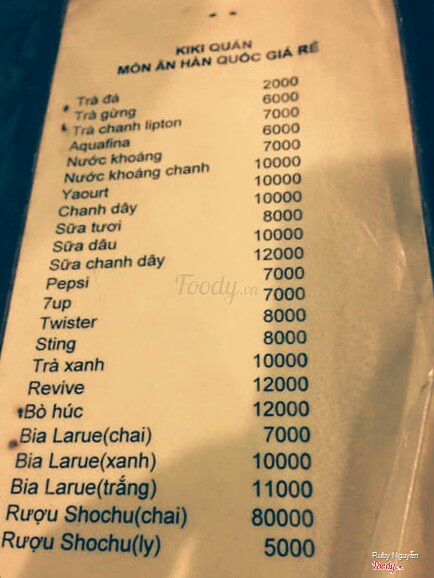 KIKI QUÁN
MÓN ĂN HÀN QUỐC GIÁ RẺ
Trà đá 2000
Trà gừng 6000
Trà chanh lipton 7000
Aquafina 6000
Nước khoáng 7000
Nước khoáng chanh 10000
Yaourt 10000
Chanh dây 10000
Sữa tươi 8000
Sữa dâu 10000
Sữa chanh dây 12000
Pepsi 7000
7up 7000
Twister 8000
Sting 8000
Trà xanh 10000
Revive 12000
Bò húc 12000
Bia Larue(chai) 7000
Bia Larue(xanh) 10000
Bia Larue(trắng) 11000
Rượu Shochu(chai) 80000
Rượu Shochu(ly) 5000
Foody.vn
Ruby Nguyễn
Foody.vn